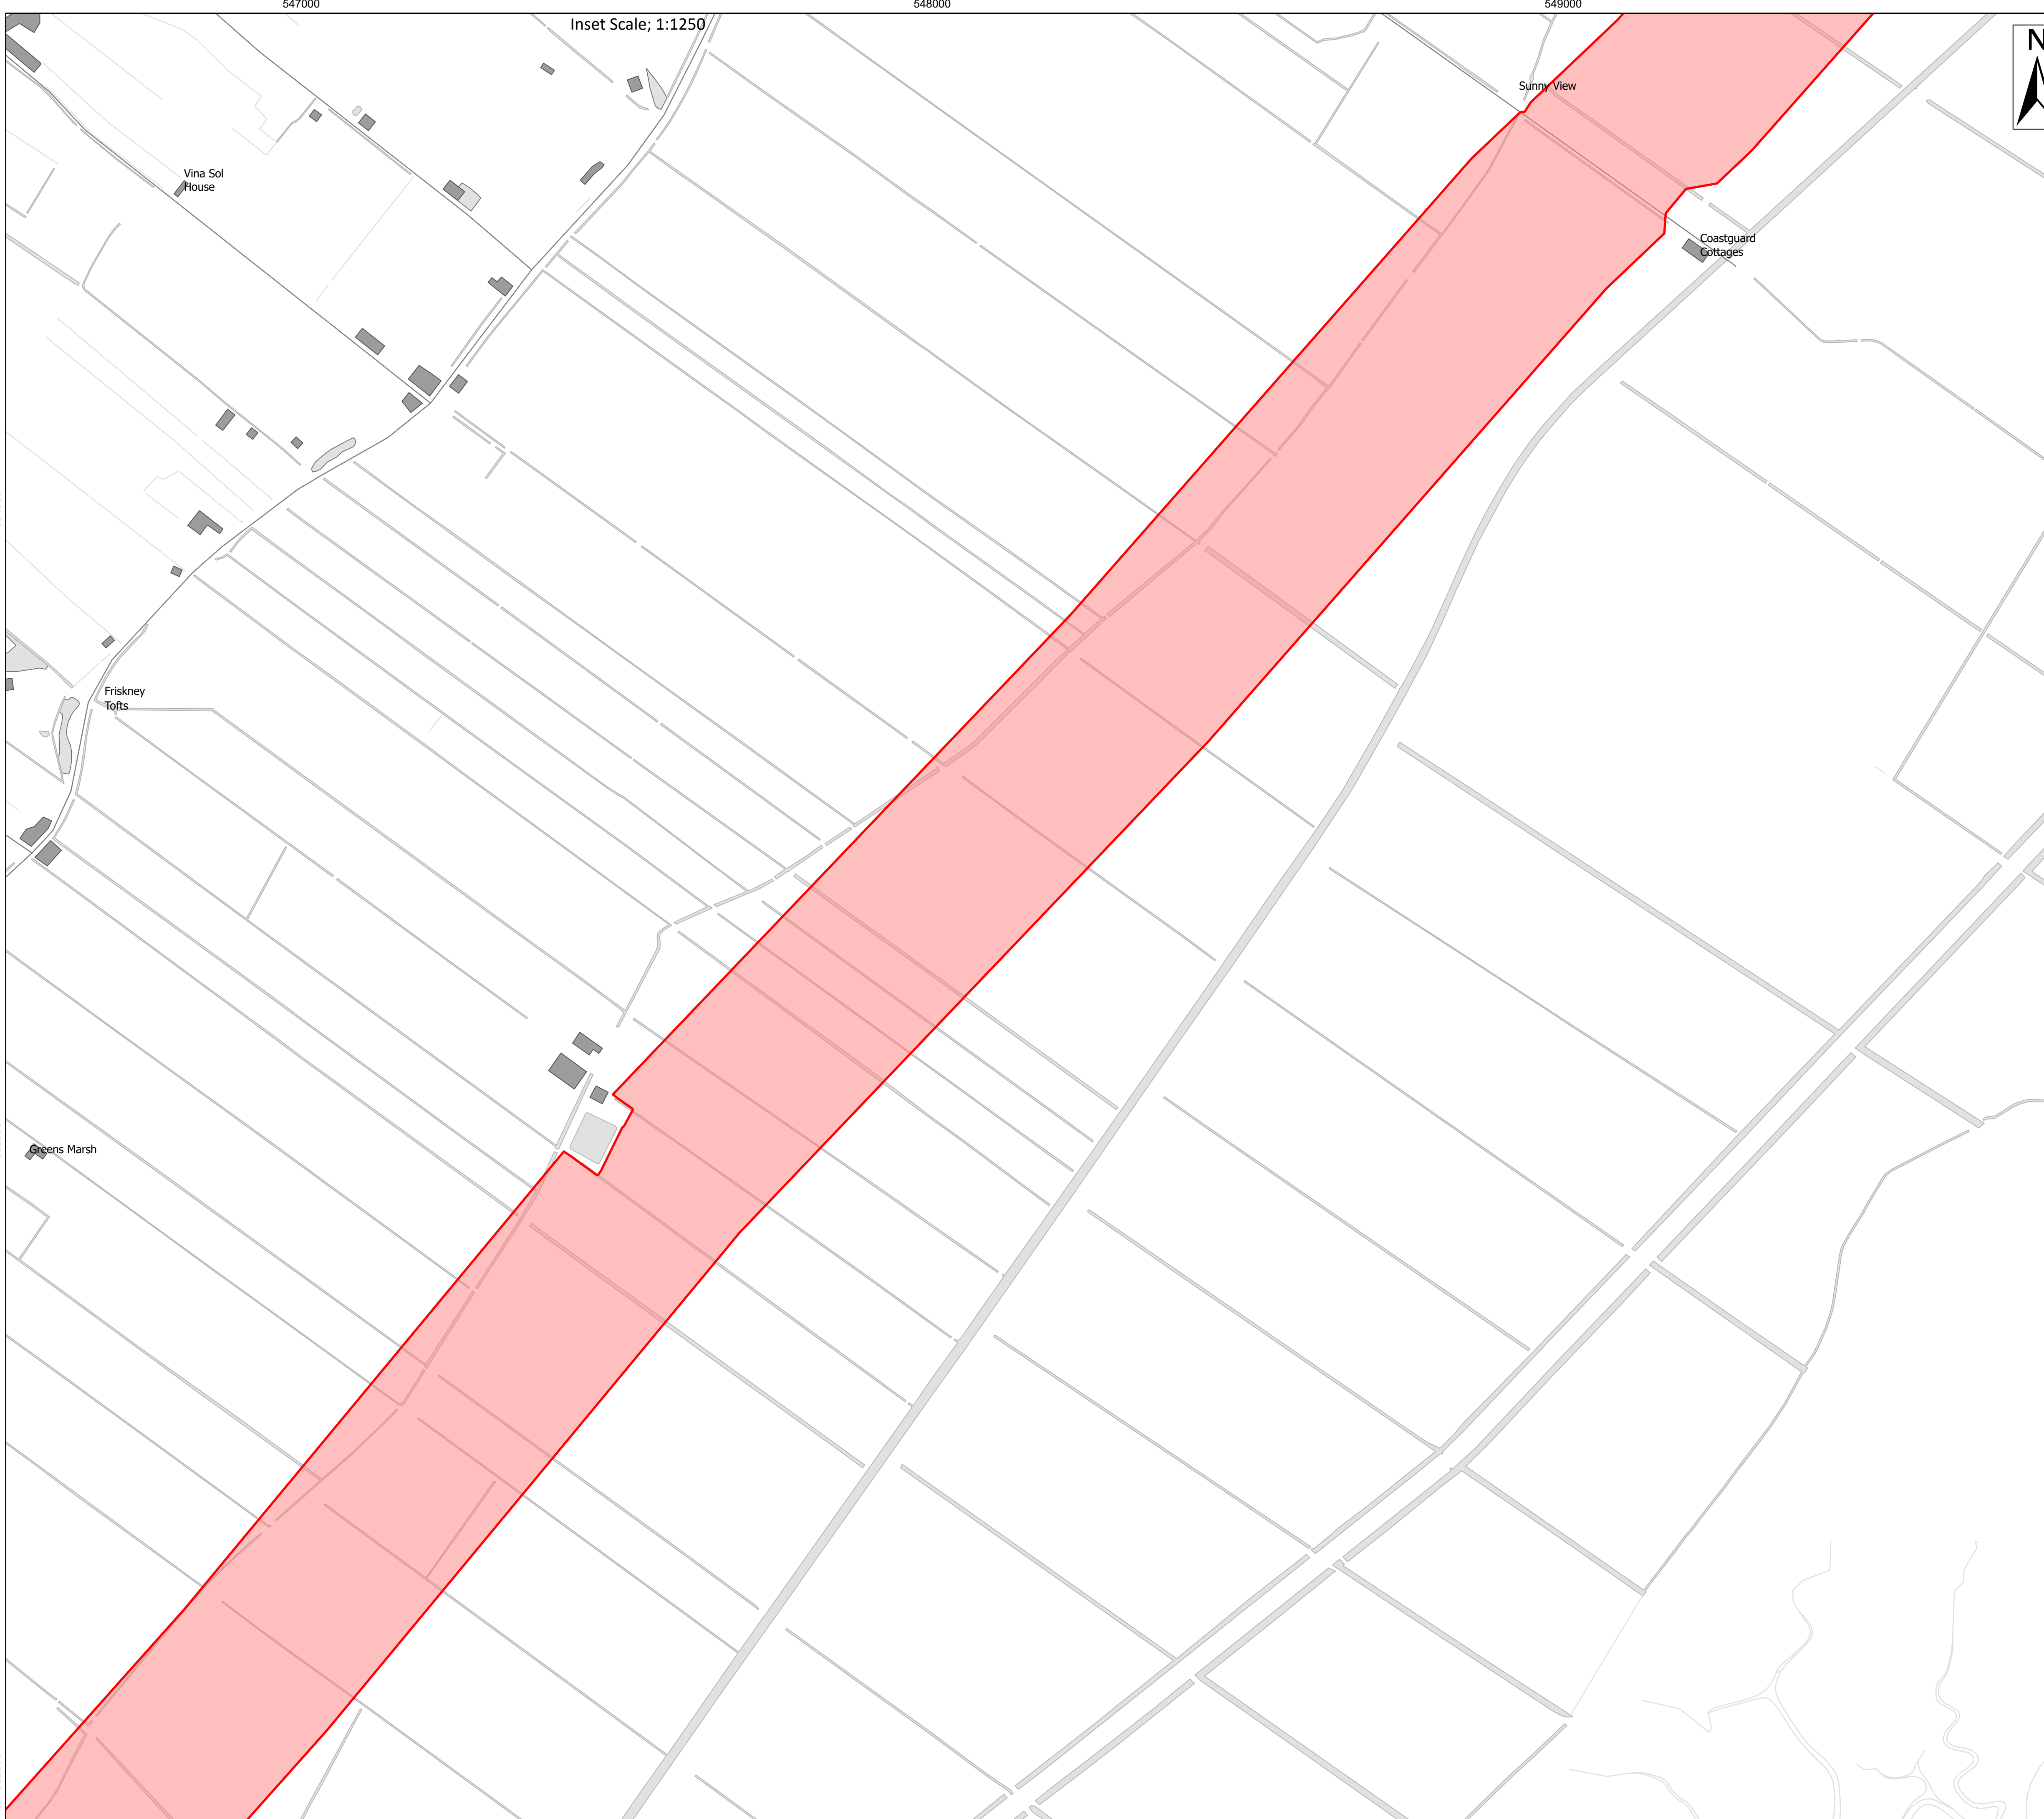 547000
548000
549000
Inset Scale; 1:1250
N
Sunny View
Vina Sol
House
Coastguard
Cottages
Friskney
Tofts
Greens Marsh